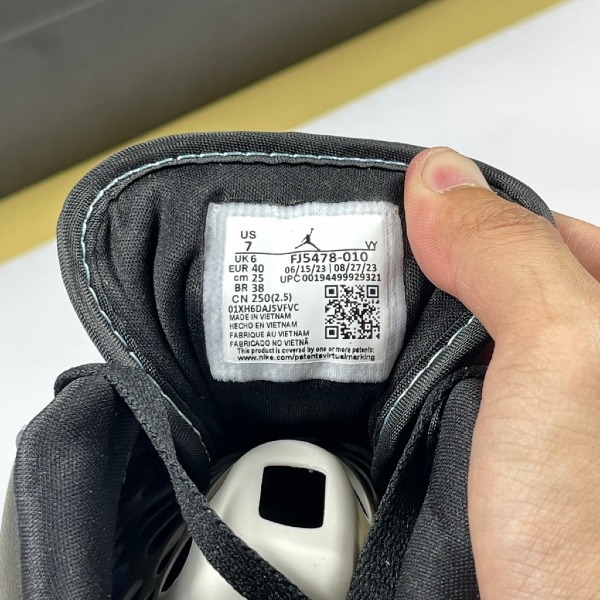 US
7
VY
UK 6
FJ5478-010
EUR 40
06/15/23 | 08/27/23
cm 25
UPC00194499929321
BR 38
CN 250(2.5)
01XH6DAJ5VFVC
MADE IN VIETNAM
HECHO EN VIETNAM
FABRIQUE AU VIETNAM
FABRICADO NO VIETNÃ
This product is covered by one or more patents:
www.nike.com/patentsvirtualmarking